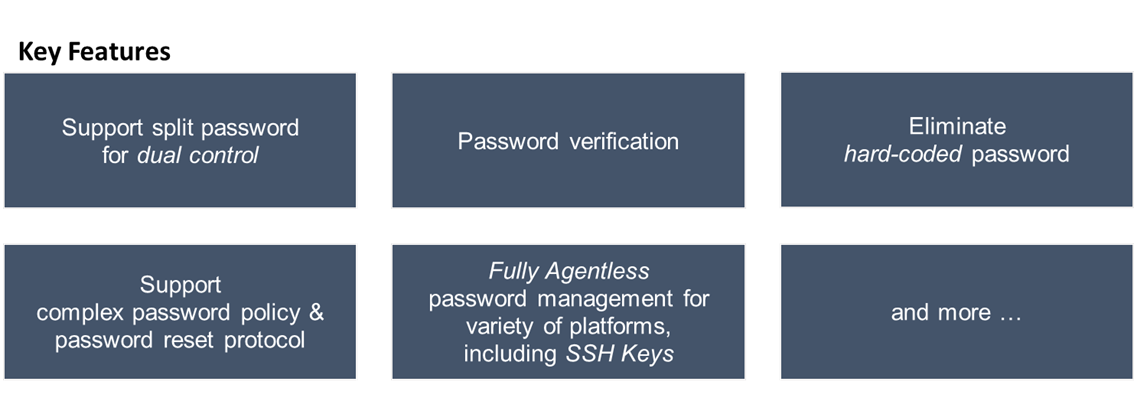 Key Features
Support split password
for dual control
Password verification
Eliminate
hard-coded password
Support
complex password policy &
password reset protocol
Fully Agentless
password management for
variety of platforms,
including SSH Keys
and more …